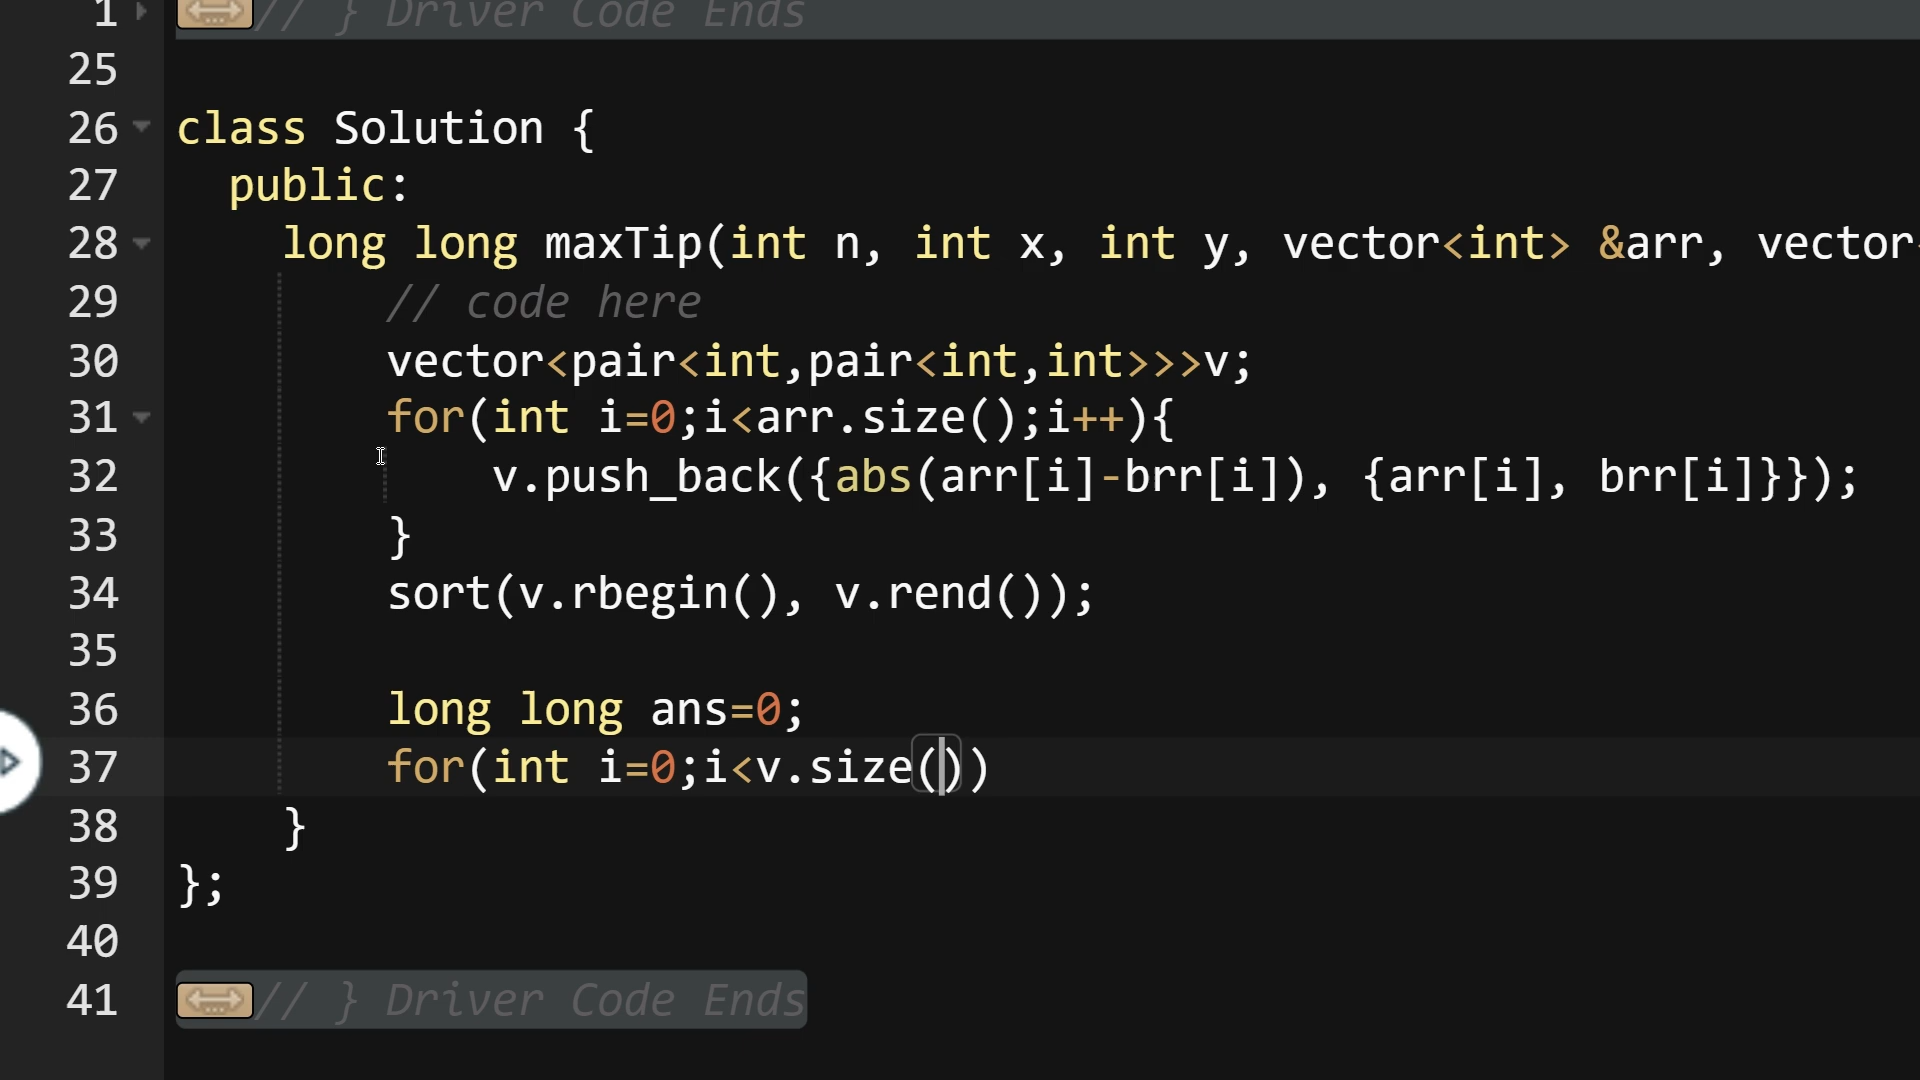 1 // } Driver Code Ends
25
26 class Solution {
27 public:
28 long long maxTip(int n, int x, int y, vector<int> &arr, vector
29 // code here
30 vector<pair<int,pair<int,int>>>v;
31 for(int i=0;i<arr.size();i++){
32 v.push_back({abs(arr[i]-brr[i]), {arr[i], brr[i]}});
33 }
34 sort(v.rbegin(), v.rend());
35
36 long long ans=0;
37 for(int i=0;i<v.size())
38 }
39 };
40
41 // } Driver Code Ends